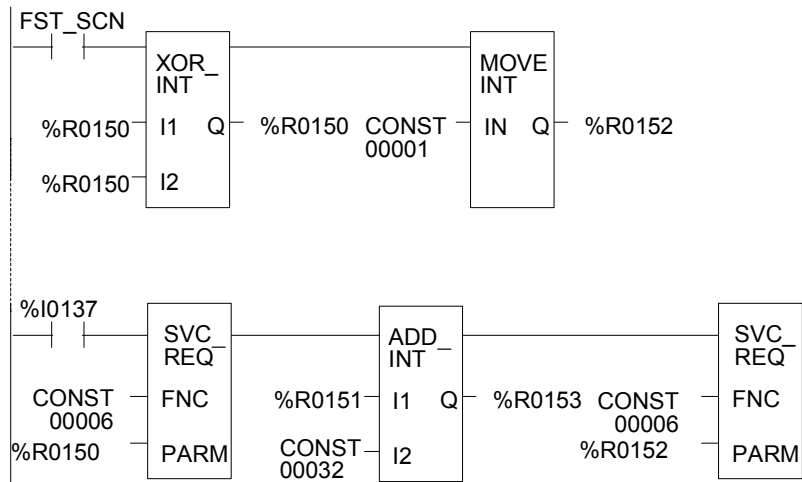 FST_SCN
XOR_
INT
MOVE
INT
%R0150 I1 Q %R0150 CONST
00001 IN Q %R0152
%R0150 I2
%I0137
SVC_
REQ
ADD_
INT
SVC_
REQ
CONST
00006 FNC %R0151 I1 Q %R0153 CONST
00006 FNC
%R0150 PARM CONST
00032 I2 %R0152 PARM